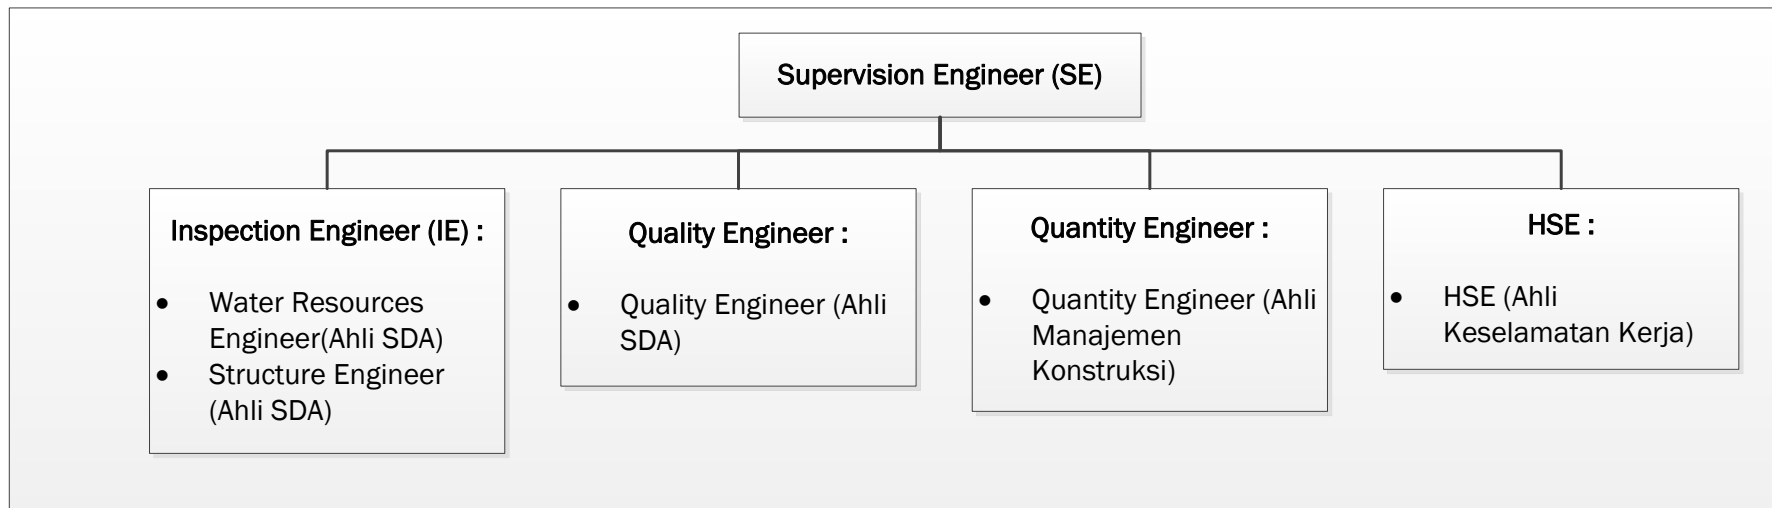 Supervision Engineer (SE)
Inspection Engineer (IE) :
• Water Resources
Engineer(Ahli SDA)
• Structure Engineer
(Ahli SDA)
Quality Engineer :
• Quality Engineer (Ahli
SDA)
Quantity Engineer :
• Quantity Engineer (Ahli
Manajemen
Konstruksi)
HSE :
• HSE (Ahli
Keselamatan Kerja)